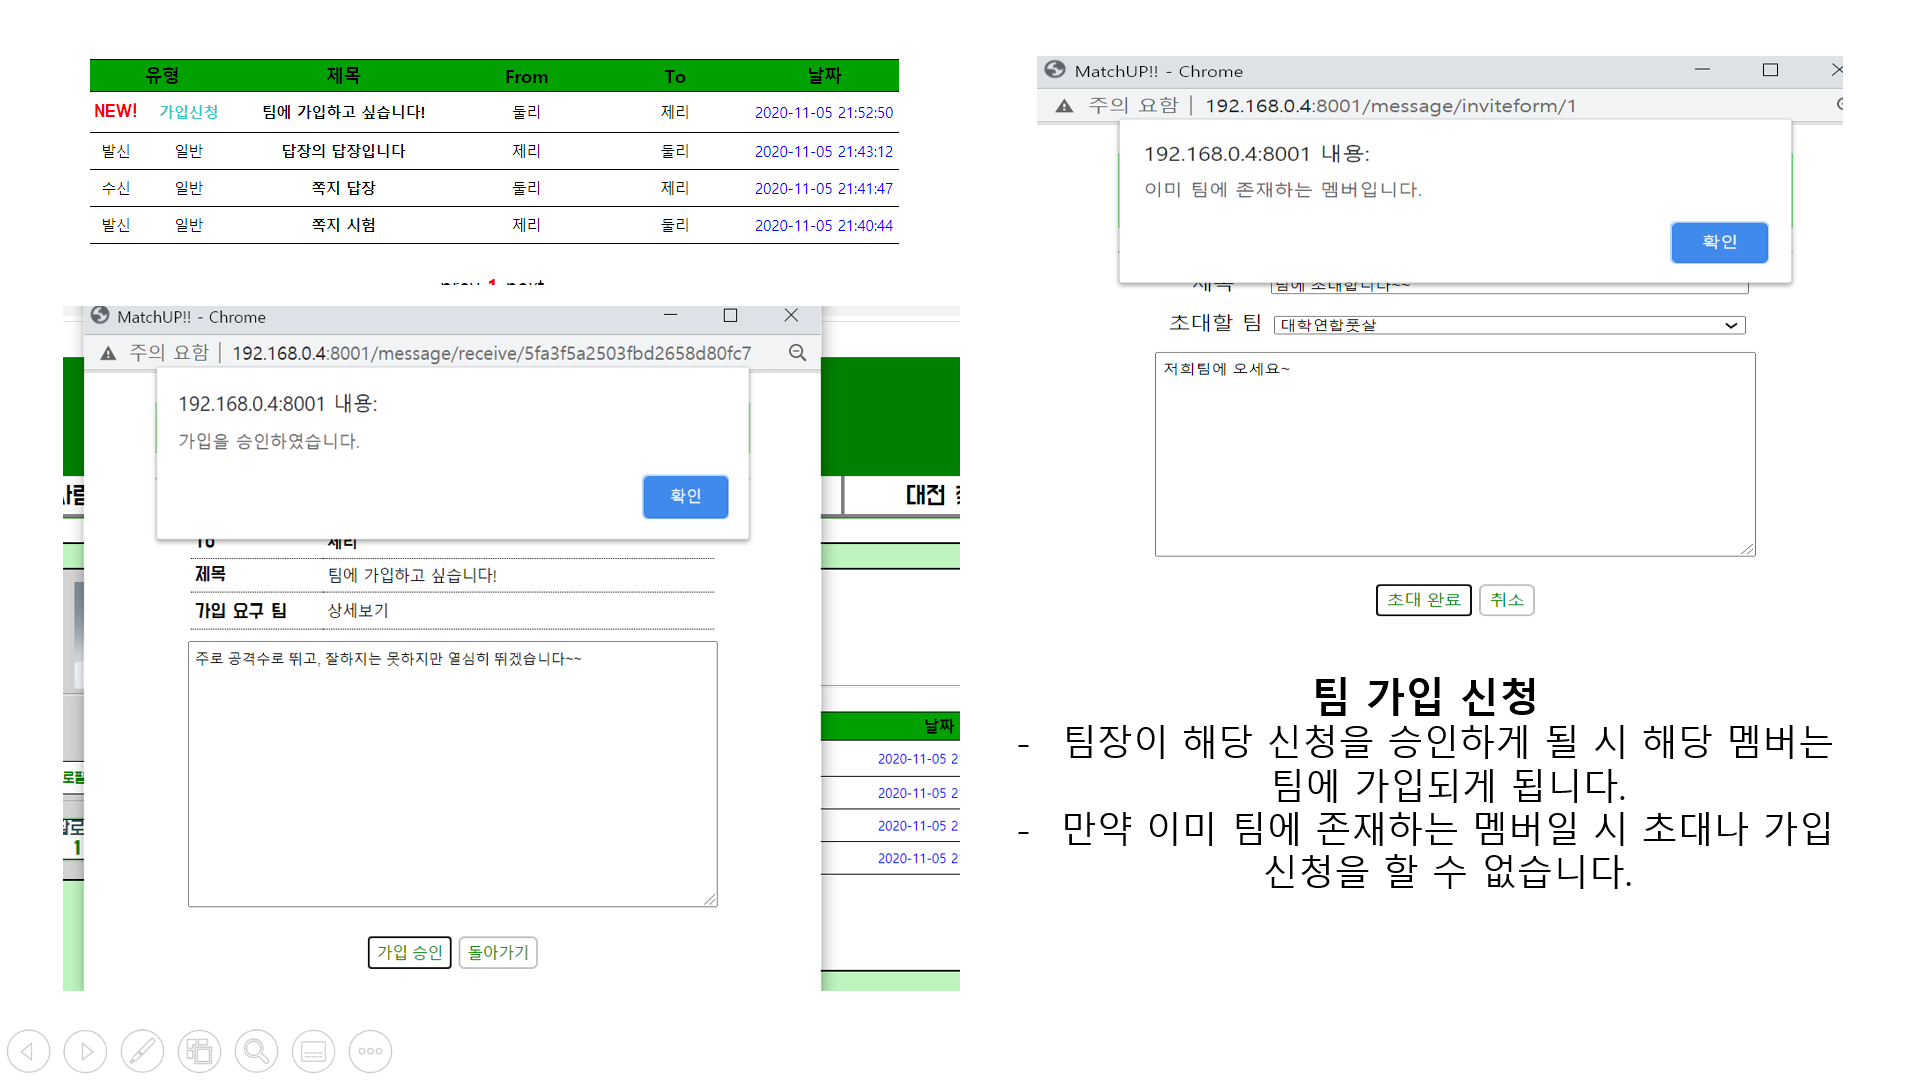 유형 제목 From To 날짜
NEW! 가입신청 팀에 가입하고 싶습니다! 둘리 제리 2020-11-05 21:52:50
발신 일반 답장의 답장입니다 제리 둘리 2020-11-05 21:43:12
수신 일반 쪽지 답장 둘리 제리 2020-11-05 21:41:47
발신 일반 쪽지 시험 제리 둘리 2020-11-05 21:40:44
prev 1 next
MatchUP!! - Chrome
주의 요함 | 192.168.0.4:8001/message/receive/5fa3f5a2503fbd2658d80fc7
192.168.0.4:8001 내용:
가입을 승인하였습니다.
확인
대전
To 제리
제목 팀에 가입하고 싶습니다!
가입 요구 팀 상세보기
주로 공격수로 뛰고, 잘하지는 못하지만 열심히 뛰겠습니다~~
가입 승인 돌아가기
날짜
2020-11-05 2
2020-11-05 2
2020-11-05 2
2020-11-05 2
1
MatchUP!! - Chrome
주의 요함 | 192.168.0.4:8001/message/inviteform/1
192.168.0.4:8001 내용:
이미 팀에 존재하는 멤버입니다.
확인
제목 팀에 초대합니다~~
초대할 팀 대학연합풋살
저희팀에 오세요~
초대 완료 취소
팀 가입 신청
- 팀장이 해당 신청을 승인하게 될 시 해당 멤버는
팀에 가입되게 됩니다.
- 만약 이미 팀에 존재하는 멤버일 시 초대나 가입
신청을 할 수 없습니다.